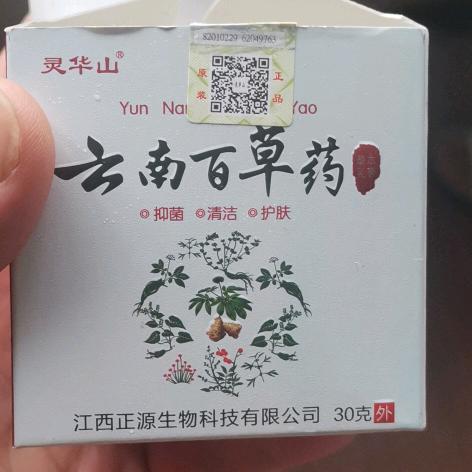 82010229 62049763
灵华山®
原装
正品
Yun Nan Yao
云南百草药
◎抑菌 ◎清洁 ◎护肤
江西正源生物科技有限公司 30克 外